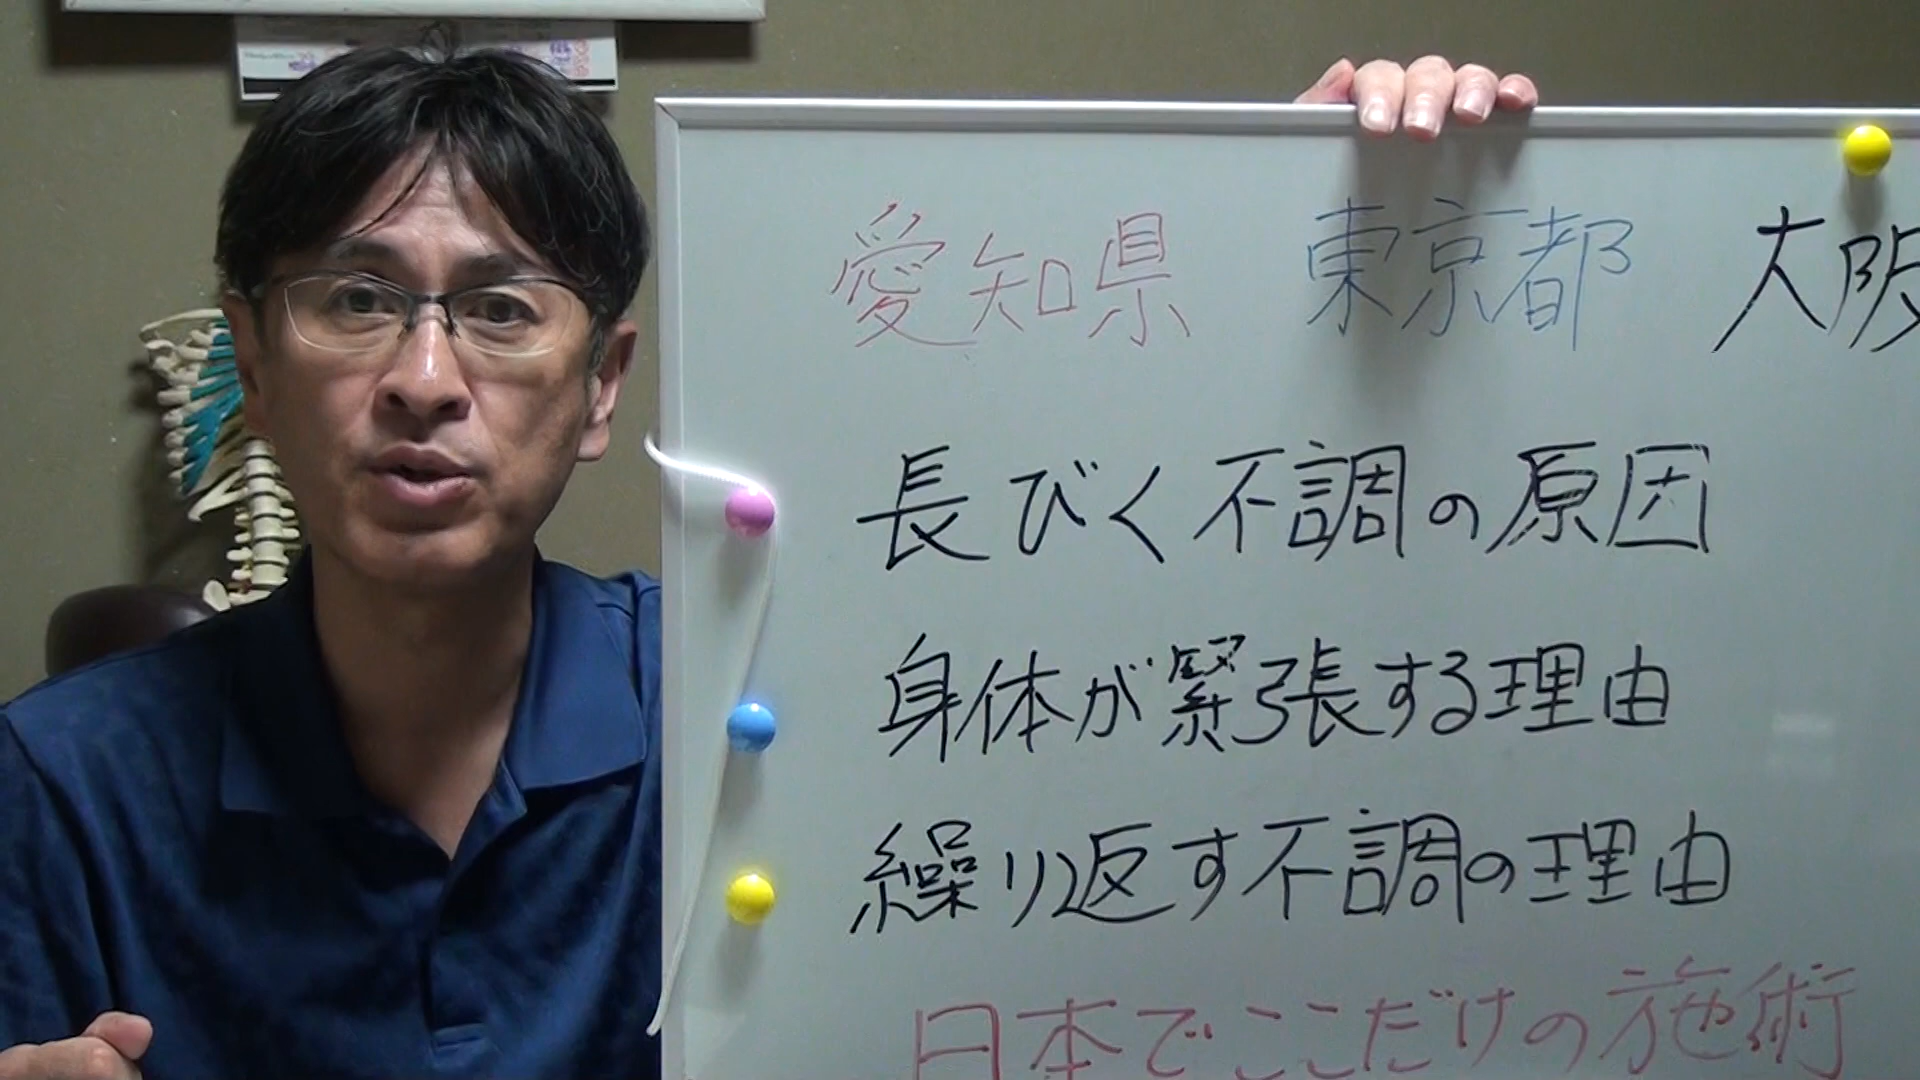 愛知県 東京都 大阪
長びく不調の原因
身体が緊張する理由
繰り返す不調の理由
日本でここだけの施術